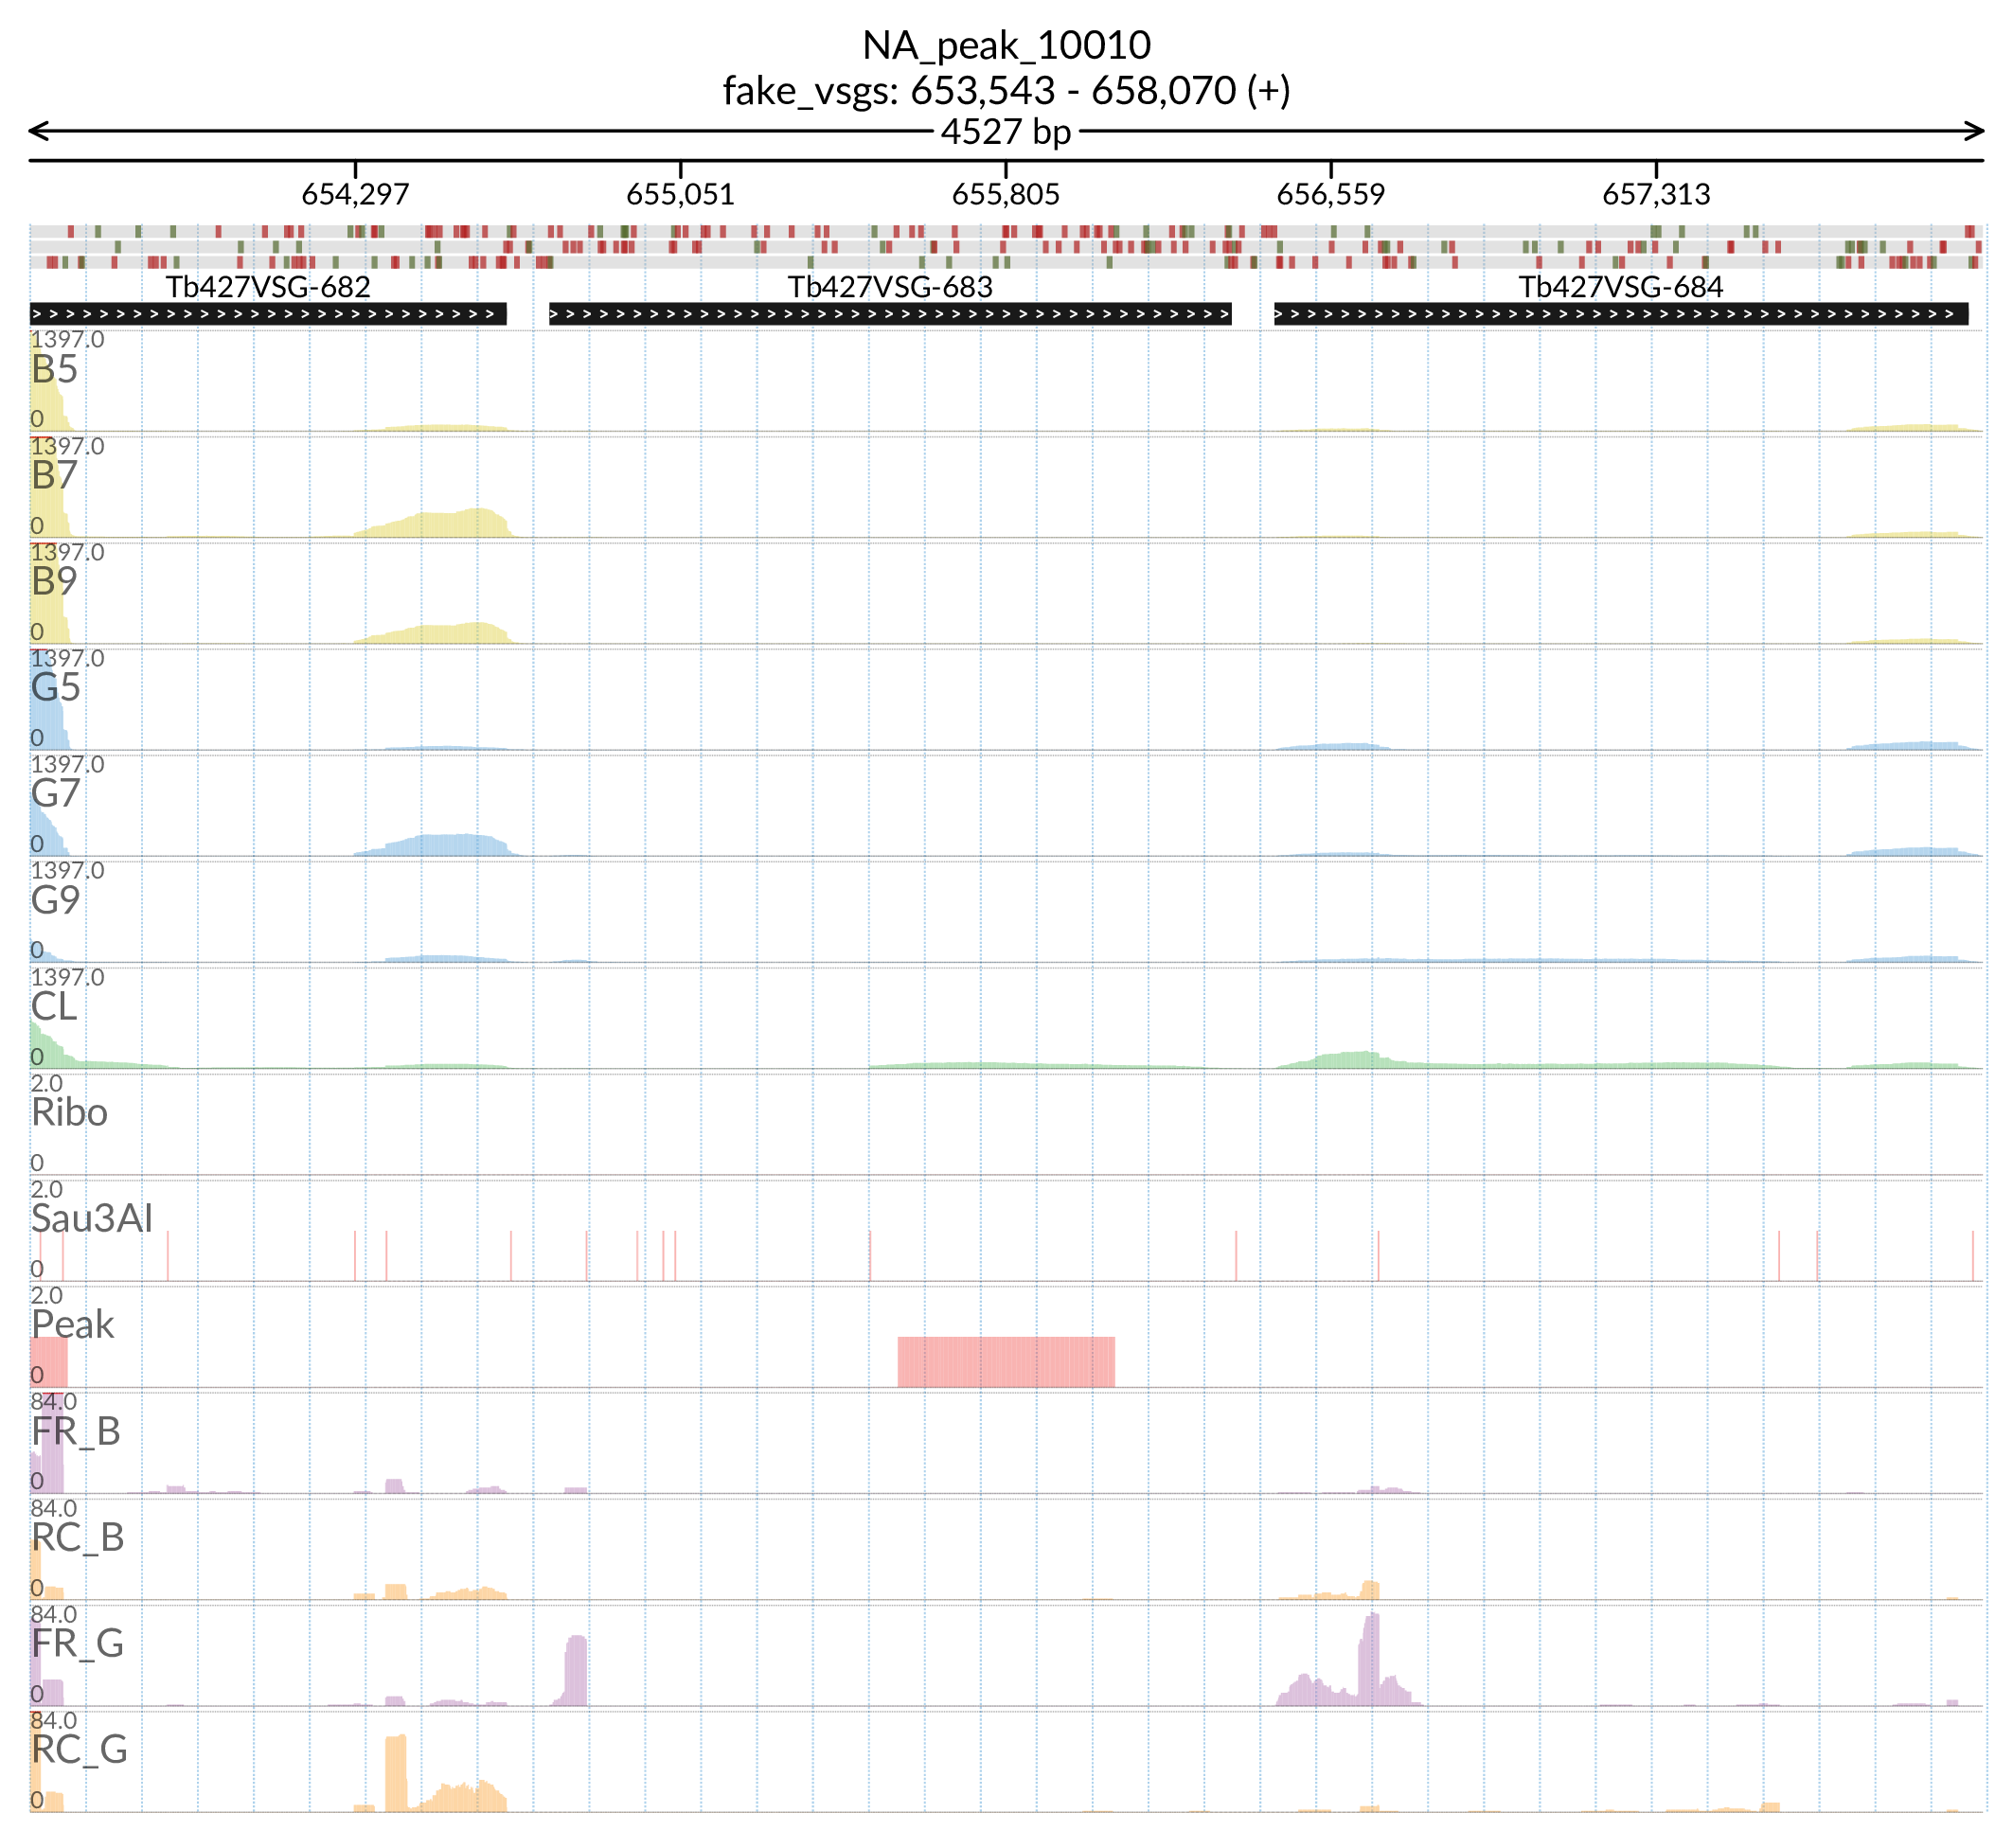 NA_peak_10010
fake_vsgs: 653,543 - 658,070 (+)
4527 bp
654,297 655,051 655,805 656,559 657,313
Tb427VSG-682 Tb427VSG-683 Tb427VSG-684
1397.0
B5
0
1397.0
B7
0
1397.0
B9
0
1397.0
G5
0
1397.0
G7
0
1397.0
G9
0
1397.0
CL
0
2.0
Ribo
0
2.0
Sau3AI
0
2.0
Peak
0
84.0
FR_B
0
84.0
RC_B
0
84.0
FR_G
0
84.0
RC_G
0